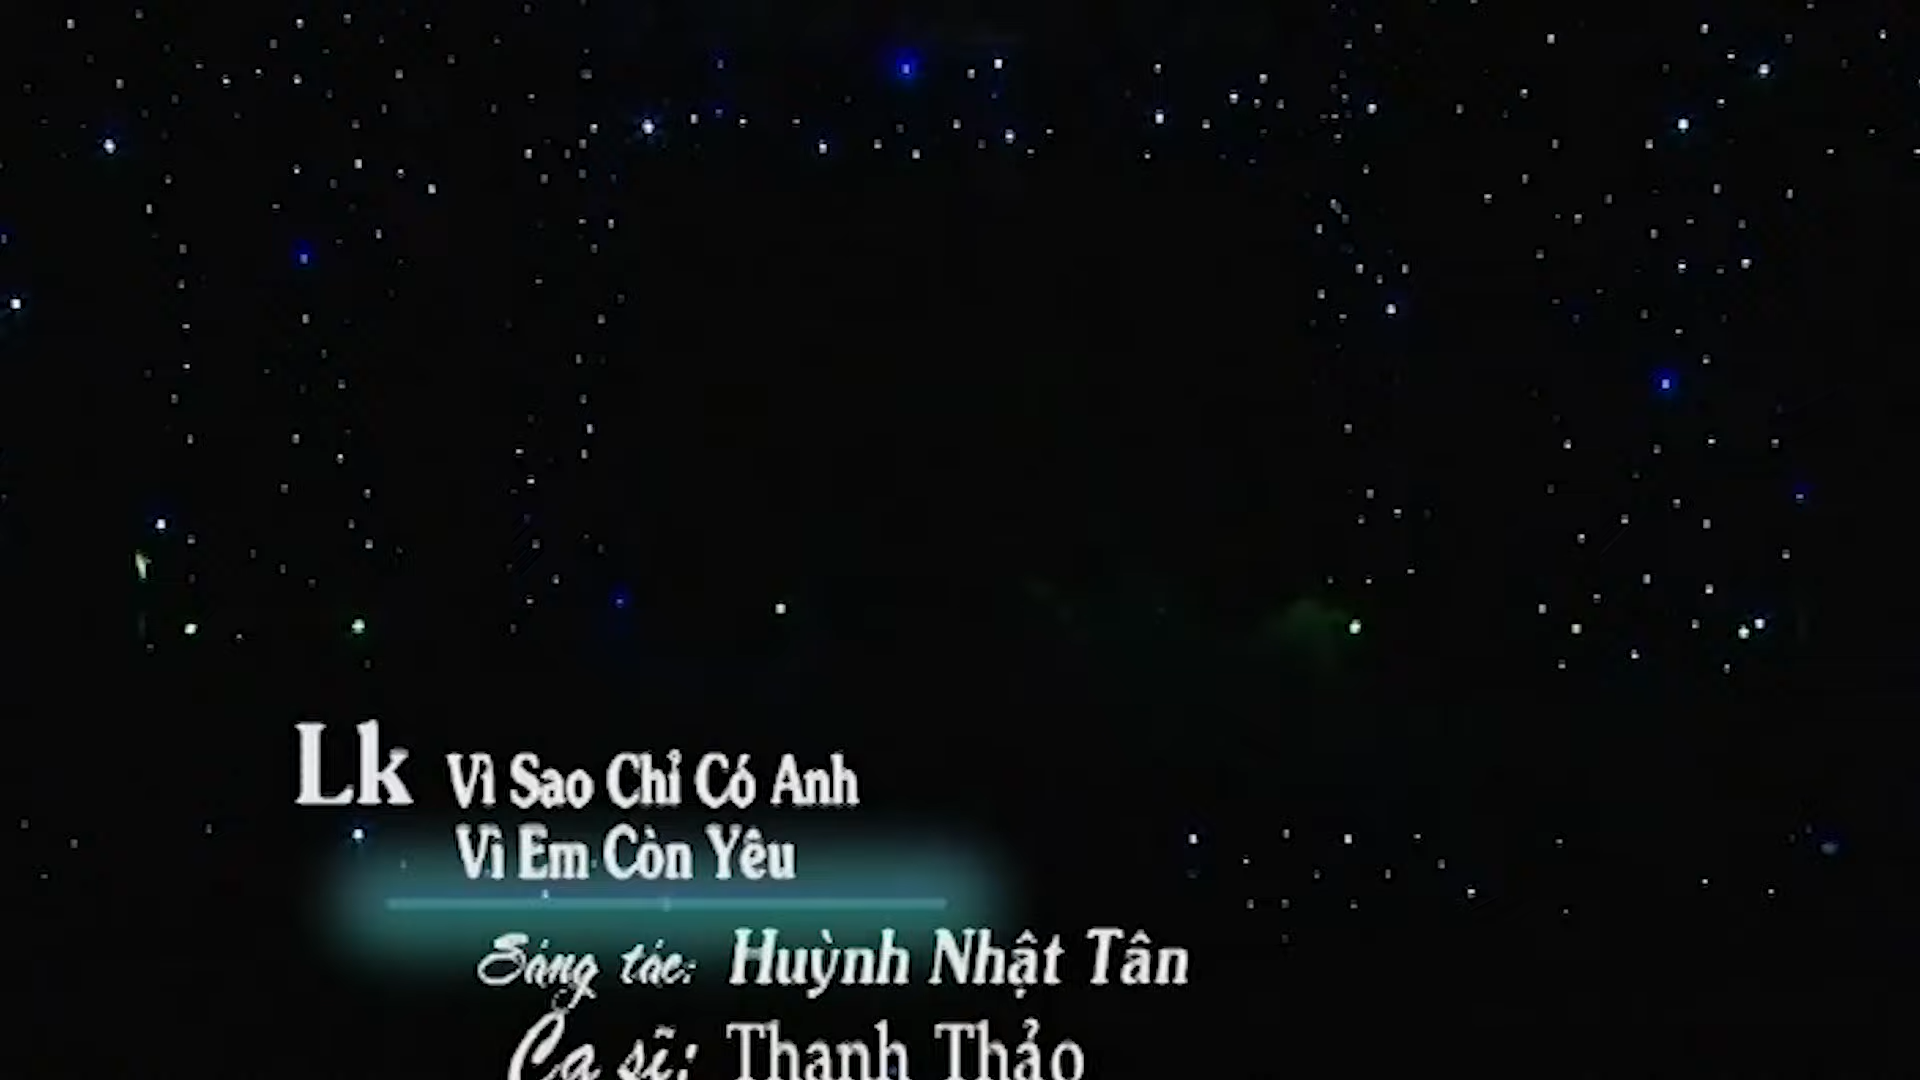 Lk Vì Sao Chỉ Có Anh
Vì Em Còn Yêu
Sáng tác: Huỳnh Nhật Tân
Ca sĩ: Thanh Thảo